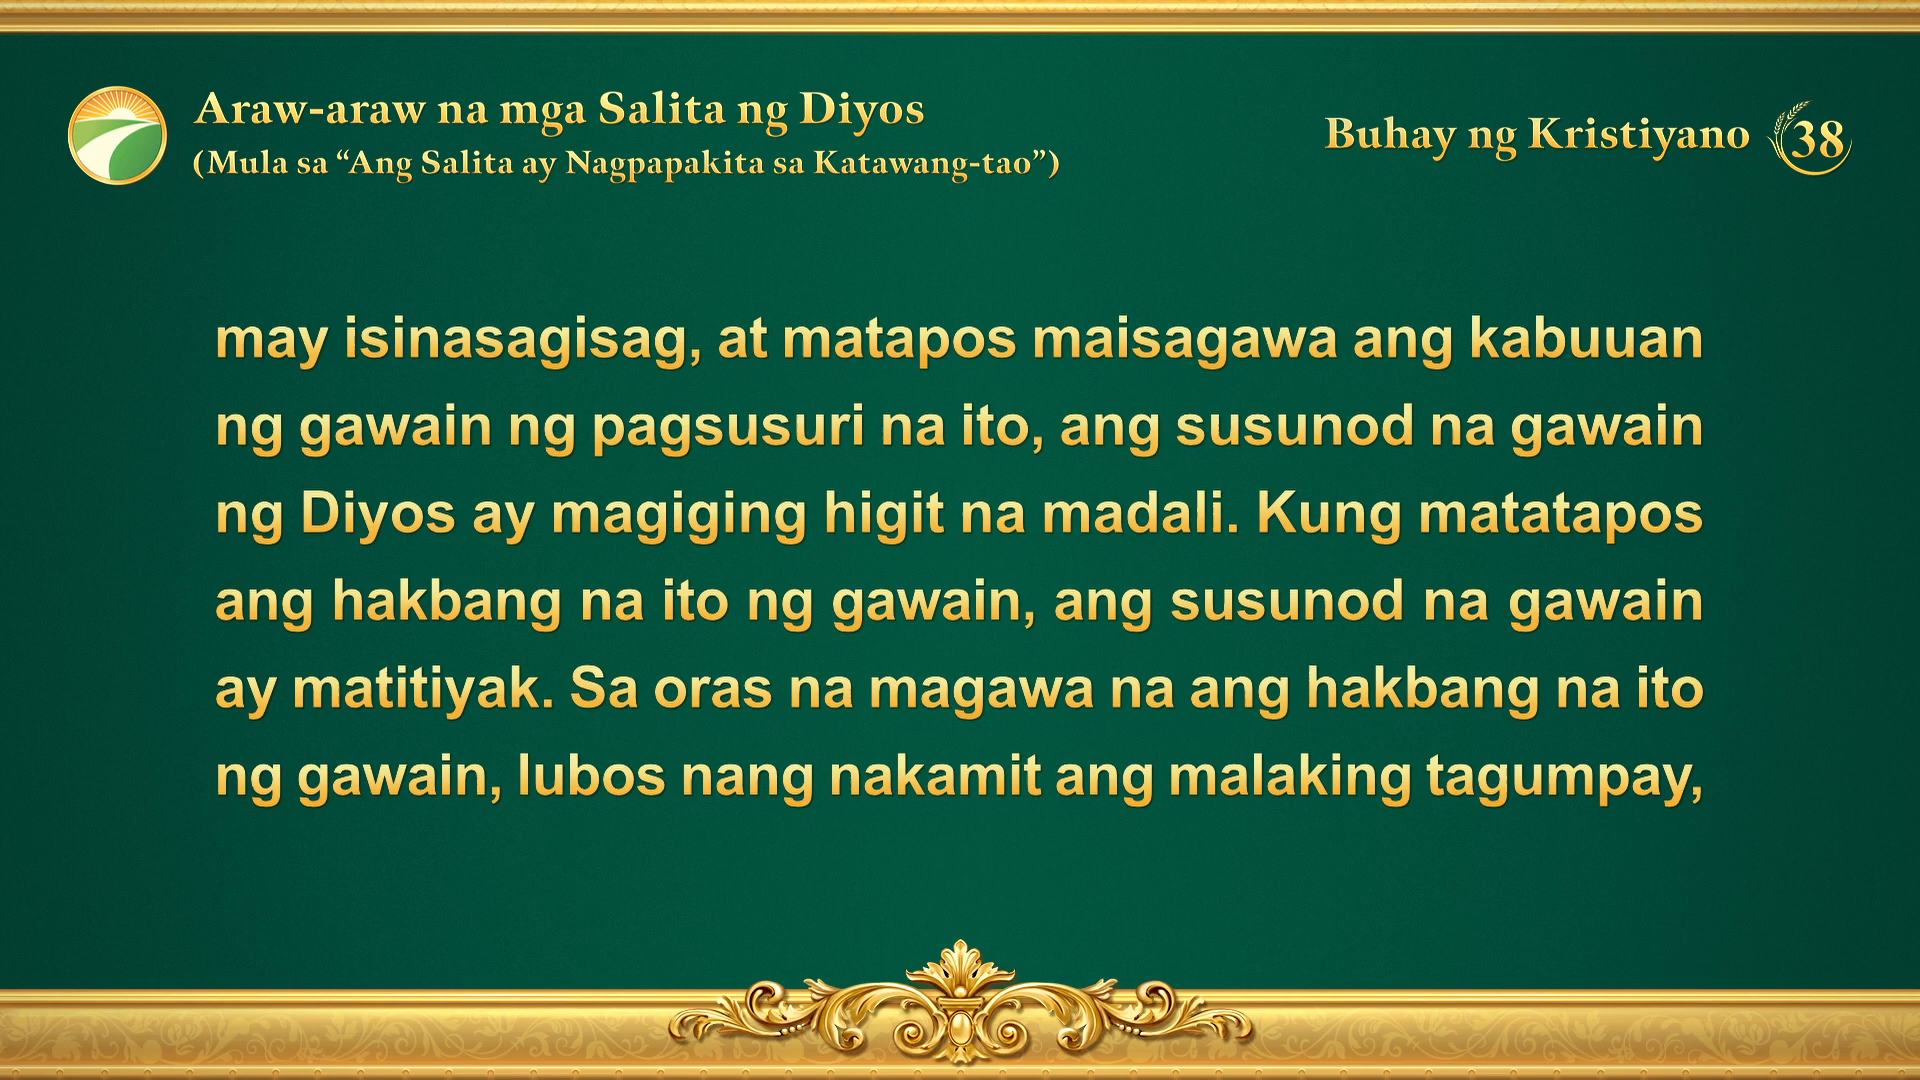 Araw-araw na mga Salita ng Diyos
(Mula sa “Ang Salita ay Nagpapakita sa Katawang-tao”)
Buhay ng Kristiyano 38
may isinasagisag, at matapos maisagawa ang kabuuan
ng gawain ng pagsusuri na ito, ang susunod na gawain
ng Diyos ay magiging higit na madali. Kung matatapos
ang hakbang na ito ng gawain, ang susunod na gawain
ay matitiyak. Sa oras na magawa na ang hakbang na ito
ng gawain, lubos nang nakamit ang malaking tagumpay,